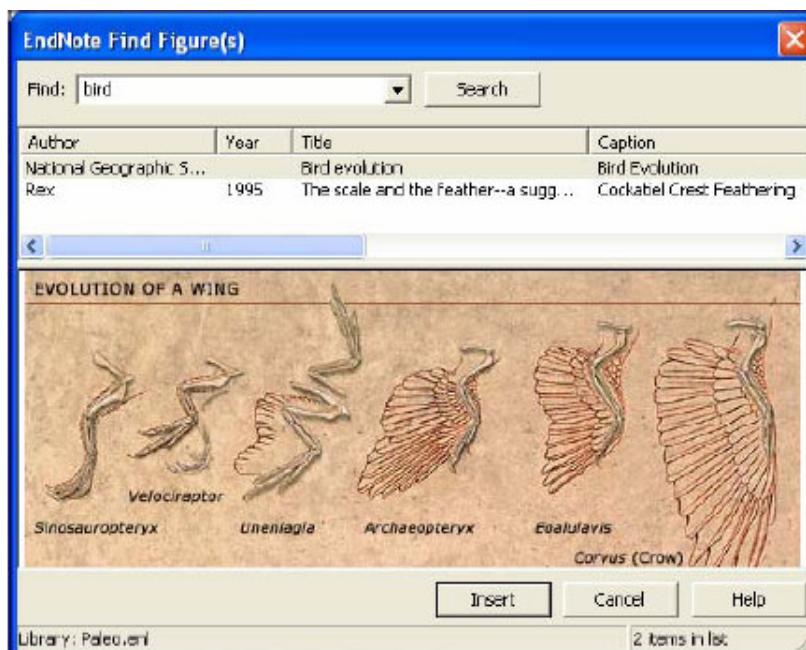 EndNote Find Figure(s)
Find: bird Search
Author Year Title Caption
National Geographic S... Bird evolution Bird Evolution
Rex 1995 The scale and the feather--a sugg... Cockatiel Crest Feathering
EVOLUTION OF A WING
Velociraptor
Sinosauropteryx Unenlagia Archaeopteryx Eoalulavis
Corvus (Crow)
Insert Cancel Help
Library: Paleo.enl 2 items in list